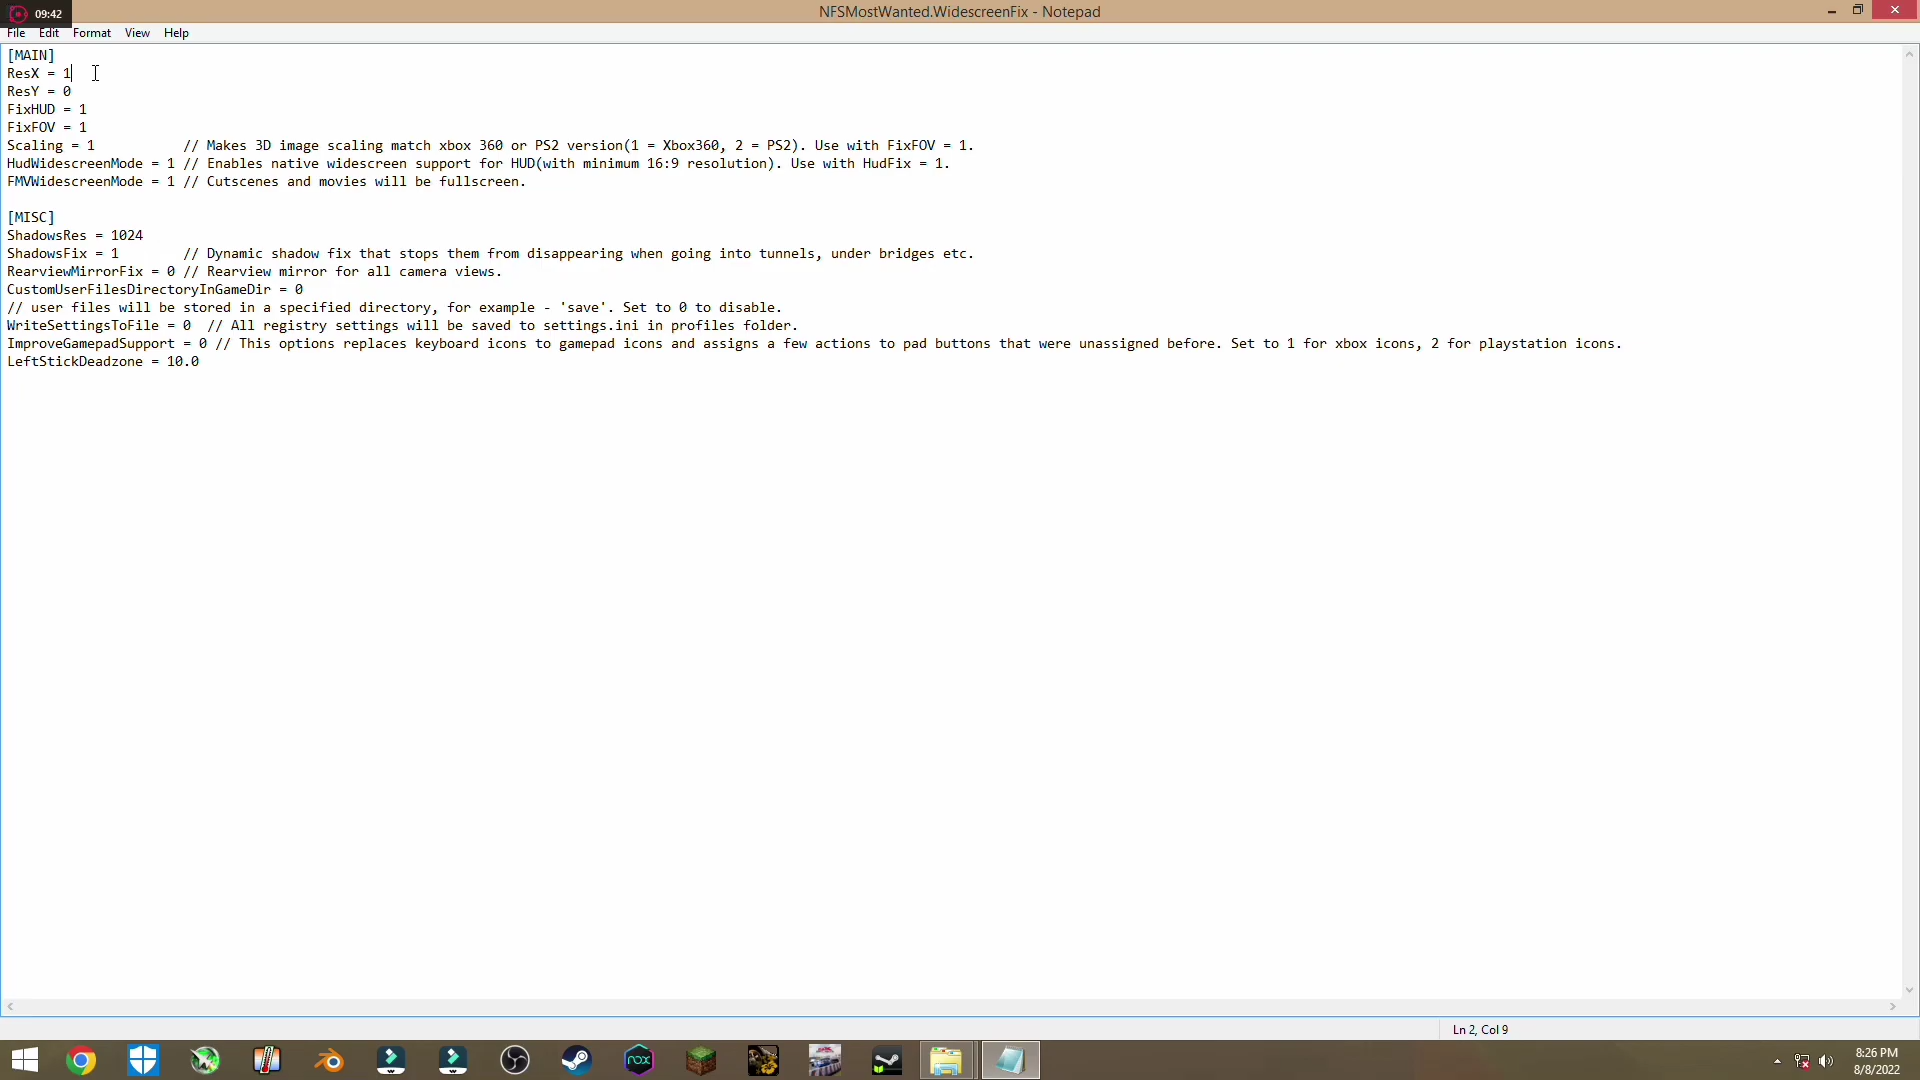 09:42
NFSMostWanted.WidescreenFix - Notepad
File Edit Format View Help
[MAIN]
ResX = 1
ResY = 0
FixHUD = 1
FixFOV = 1
Scaling = 1 // Makes 3D image scaling match xbox 360 or PS2 version(1 = Xbox360, 2 = PS2). Use with FixFOV = 1.
HudWidescreenMode = 1 // Enables native widescreen support for HUD(with minimum 16:9 resolution). Use with HudFix = 1.
FMVWidescreenMode = 1 // Cutscenes and movies will be fullscreen.
[MISC]
ShadowsRes = 1024
ShadowsFix = 1 // Dynamic shadow fix that stops them from disappearing when going into tunnels, under bridges etc.
RearviewMirrorFix = 0 // Rearview mirror for all camera views.
CustomUserFilesDirectoryInGameDir = 0
// user files will be stored in a specified directory, for example - 'save'. Set to 0 to disable.
WriteSettingsToFile = 0 // All registry settings will be saved to settings.ini in profiles folder.
ImproveGamepadSupport = 0 // This options replaces keyboard icons to gamepad icons and assigns a few actions to pad buttons that were unassigned before. Set to 1 for xbox icons, 2 for playstation icons.
LeftStickDeadzone = 10.0
Ln 2, Col 9
nox
8:26 PM
8/8/2022